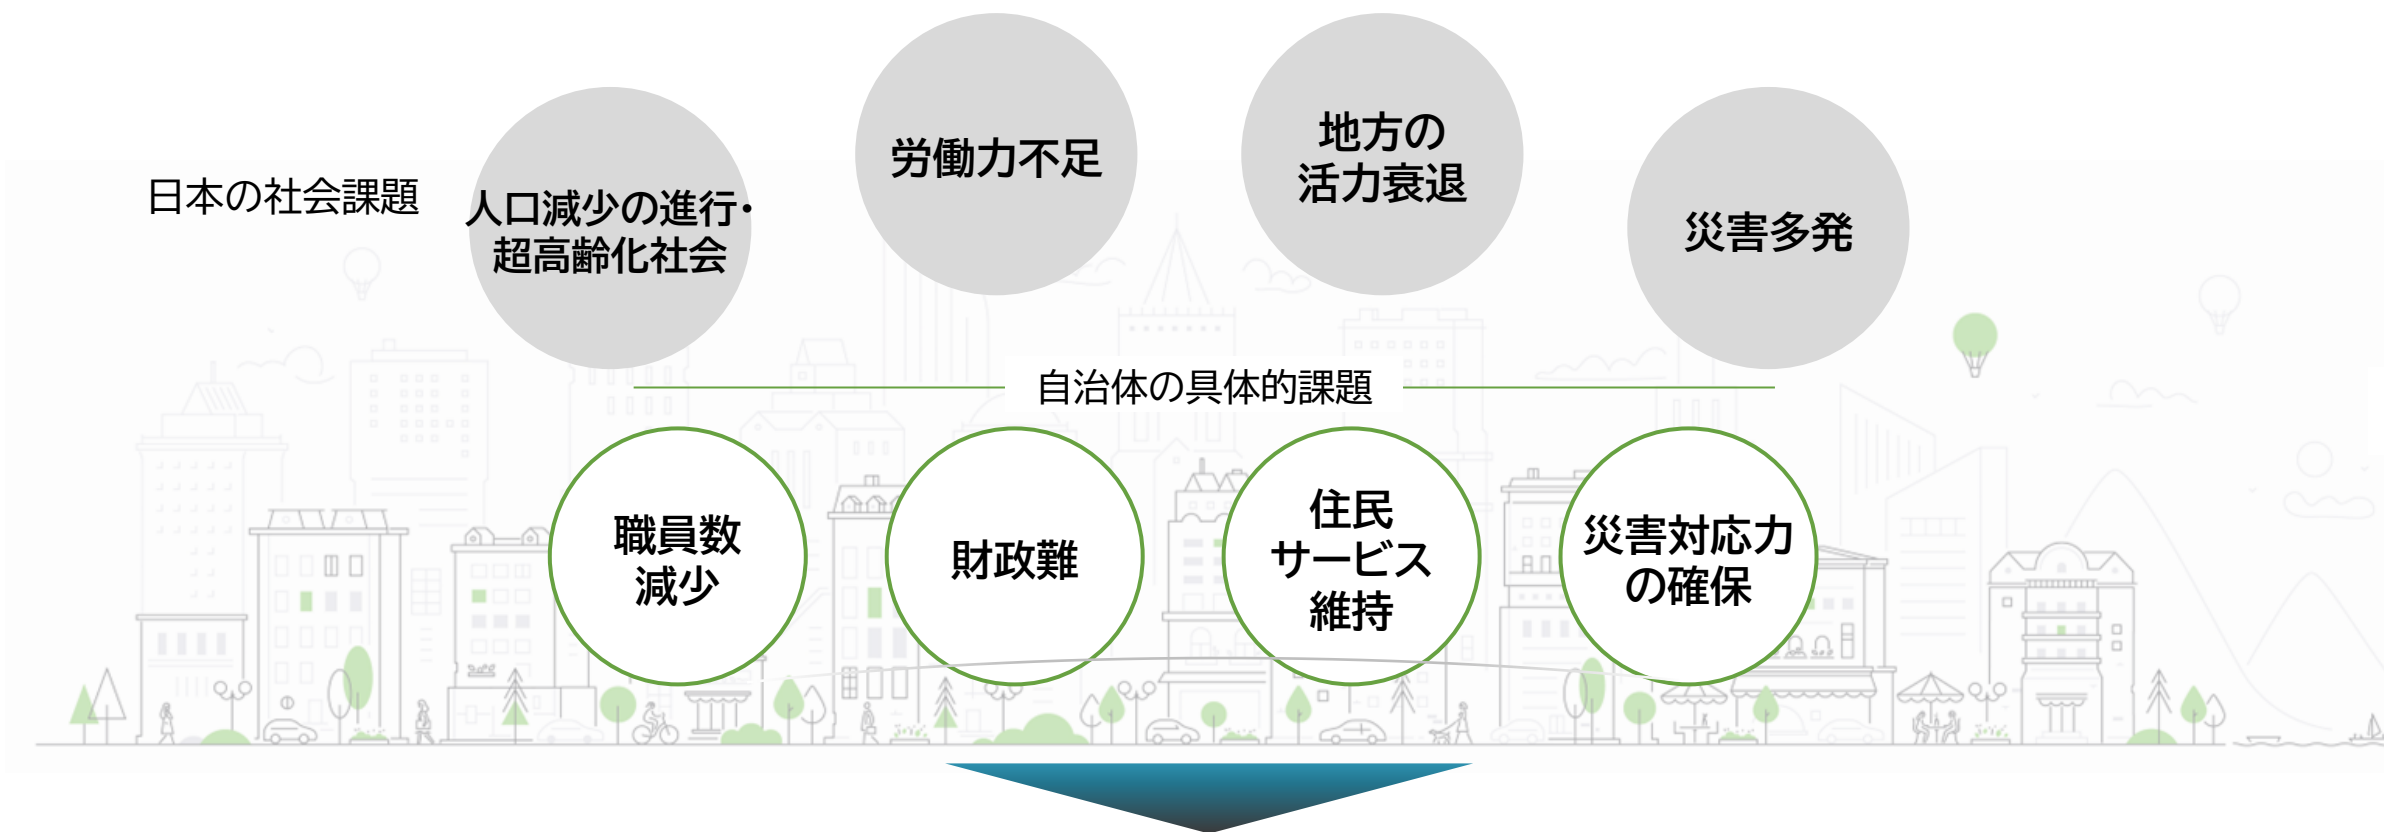 日本の社会課題
人口減少の進行・
超高齢化社会
労働力不足
地方の
活力衰退
災害多発
自治体の具体的課題
職員数
減少
財政難
住民
サービス
維持
災害対応力
の確保